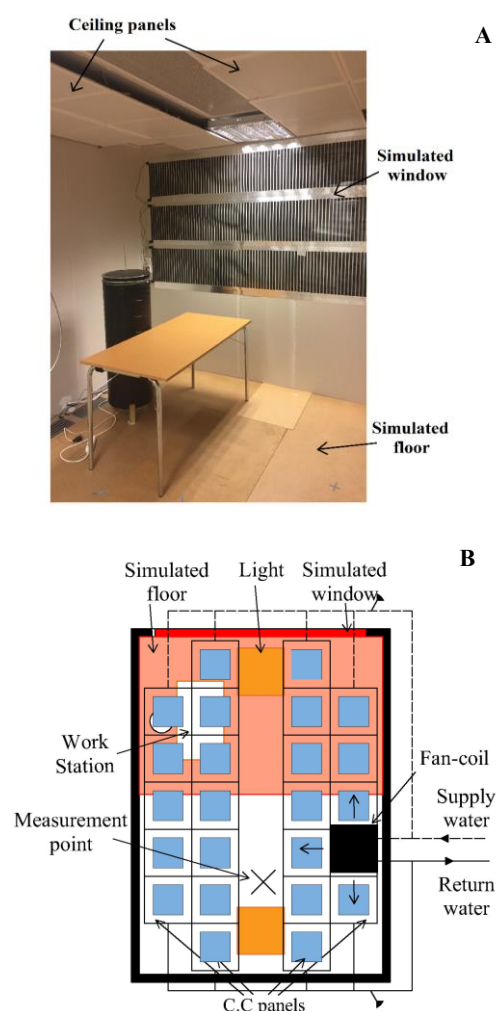 Ceiling panels
A
Simulated
window
Simulated
floor
B
Simulated
floor
Light
Simulated
window
Work
Station
Fan-coil
Supply
water
Measurement
point
Return
water
C.C panels